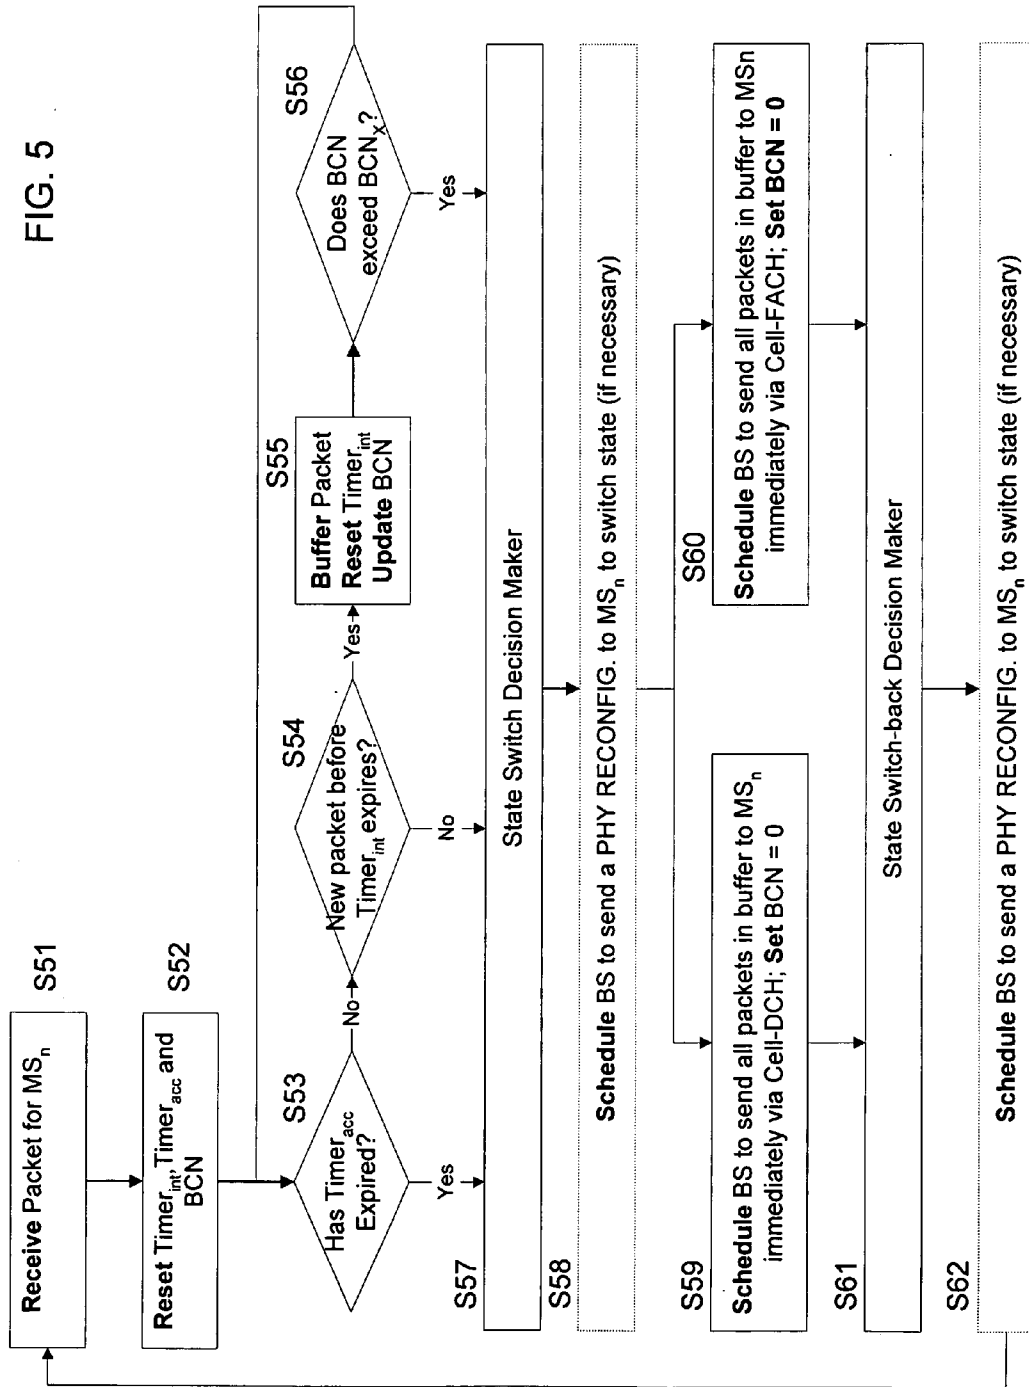 FIG. 5
Receive Packet for MSn
S51
Reset Timerint, Timeracc and
BCN
S52
Has Timeracc
Expired?
S53
No
Yes
New packet before
Timerint expires?
S54
Yes
No
Buffer Packet
Reset Timerint
Update BCN
S55
Does BCN
exceed BCNx?
S56
Yes
S57
State Switch Decision Maker
S58
Schedule BS to send a PHY RECONFIG. to MSn to switch state (if necessary)
S59
Schedule BS to send all packets in buffer to MSn
immediately via Cell-DCH; Set BCN = 0
S60
Schedule BS to send all packets in buffer to MSn
immediately via Cell-FACH; Set BCN = 0
S61
State Switch-back Decision Maker
S62
Schedule BS to send a PHY RECONFIG. to MSn to switch state (if necessary)